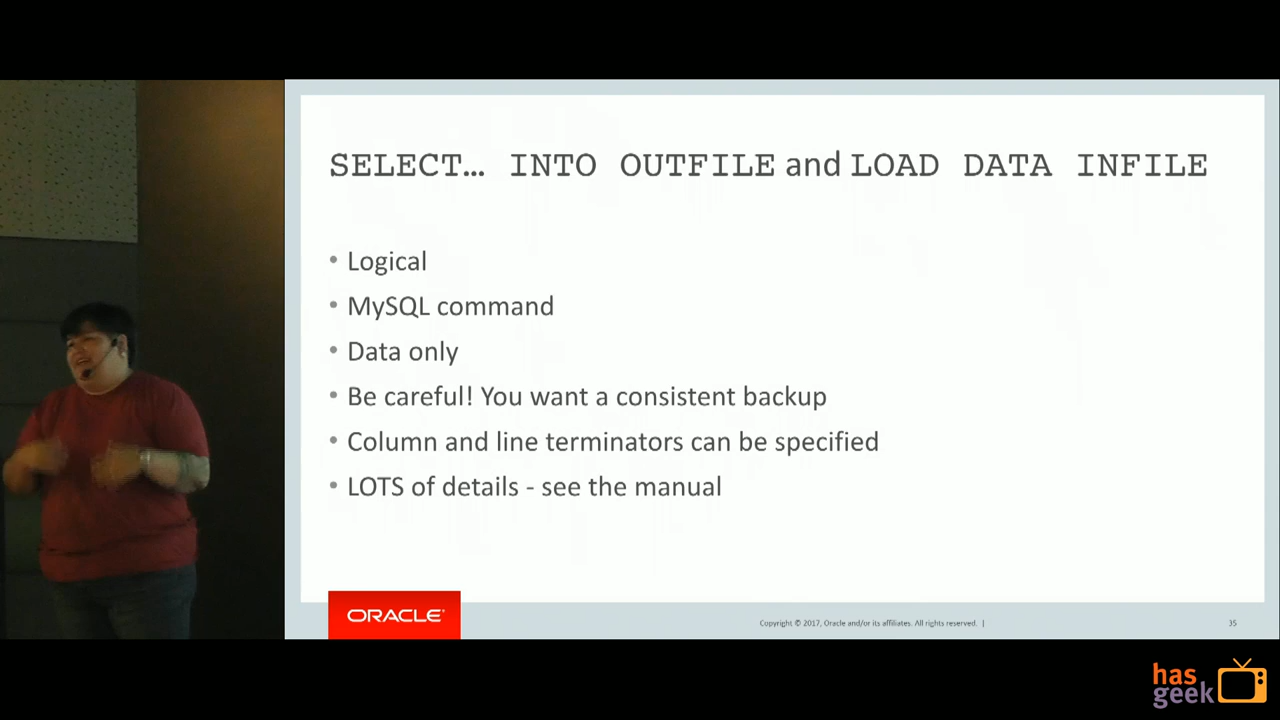 SELECT… INTO OUTFILE and LOAD DATA INFILE
• Logical
• MySQL command
• Data only
• Be careful! You want a consistent backup
• Column and line terminators can be specified
• LOTS of details - see the manual
ORACLE®
Copyright © 2017, Oracle and/or its affiliates. All rights reserved. |
35
has
geek